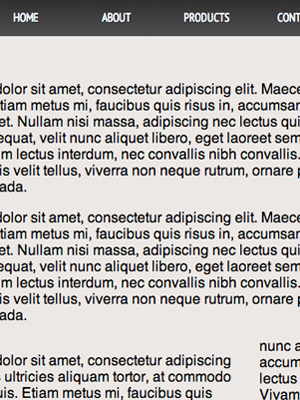 HOME ABOUT PRODUCTS CONT
dolor sit amet, consectetur adipiscing elit. Maece
tiam metus mi, faucibus quis risus in, accumsan
et. Nullam nisi massa, adipiscing nec lectus qui
equat, velit nunc aliquet libero, eget laoreet sem
m lectus interdum, nec convallis nibh convallis.
is velit tellus, viverra non neque rutrum, ornare p
ada.
dolor sit amet, consectetur adipiscing elit. Maece
tiam metus mi, faucibus quis risus in, accumsan
et. Nullam nisi massa, adipiscing nec lectus qui
equat, velit nunc aliquet libero, eget laoreet sem
m lectus interdum, nec convallis nibh convallis.
is velit tellus, viverra non neque rutrum, ornare p
ada.
dolor sit amet, consectetur adipiscing
s ultricies aliquam tortor, at commodo
uis. Etiam metus mi, faucibus quis
nunc a
accum
lectus
Vivam